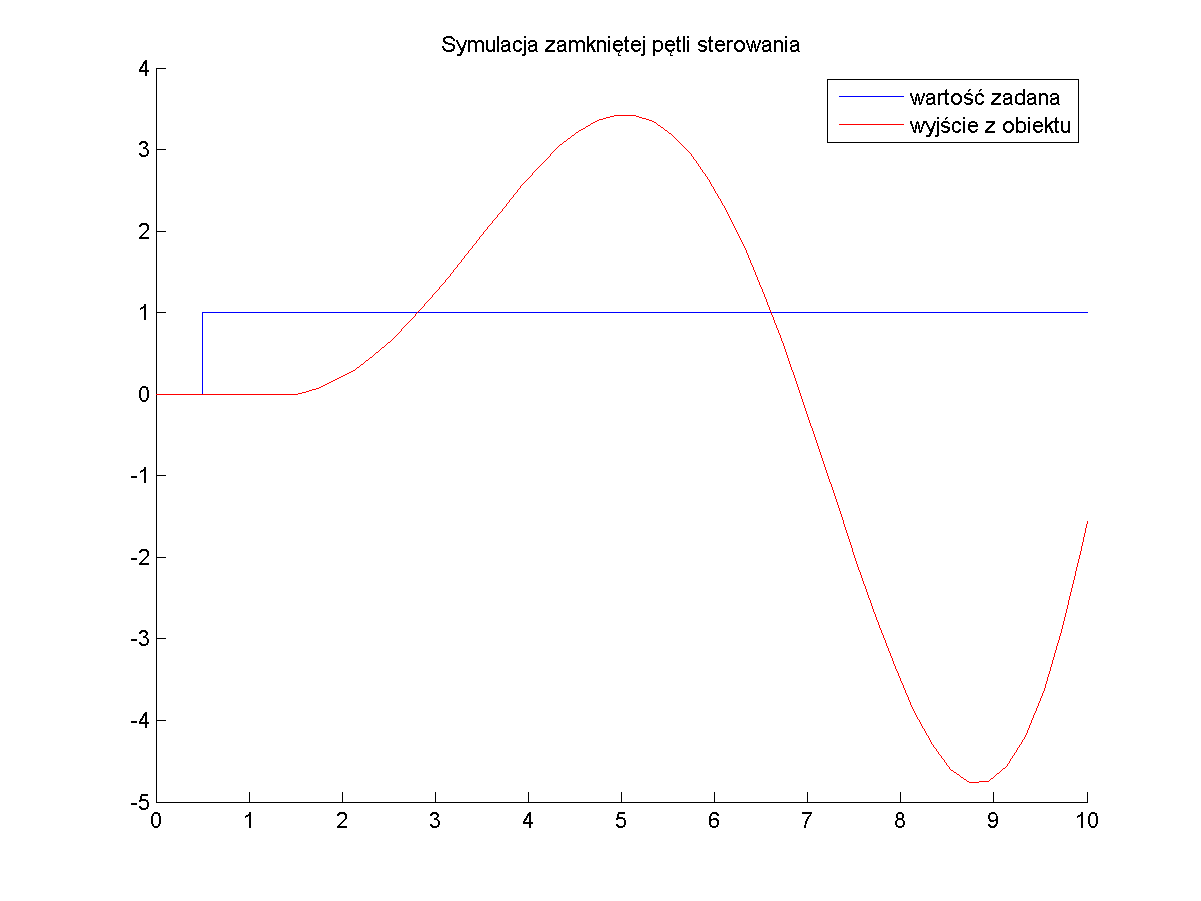 Symulacja zamkniętej pętli sterowania
wartość zadana
wyjście z obiektu
4
3
2
1
0
-1
-2
-3
-4
-5
0 1 2 3 4 5 6 7 8 9 10